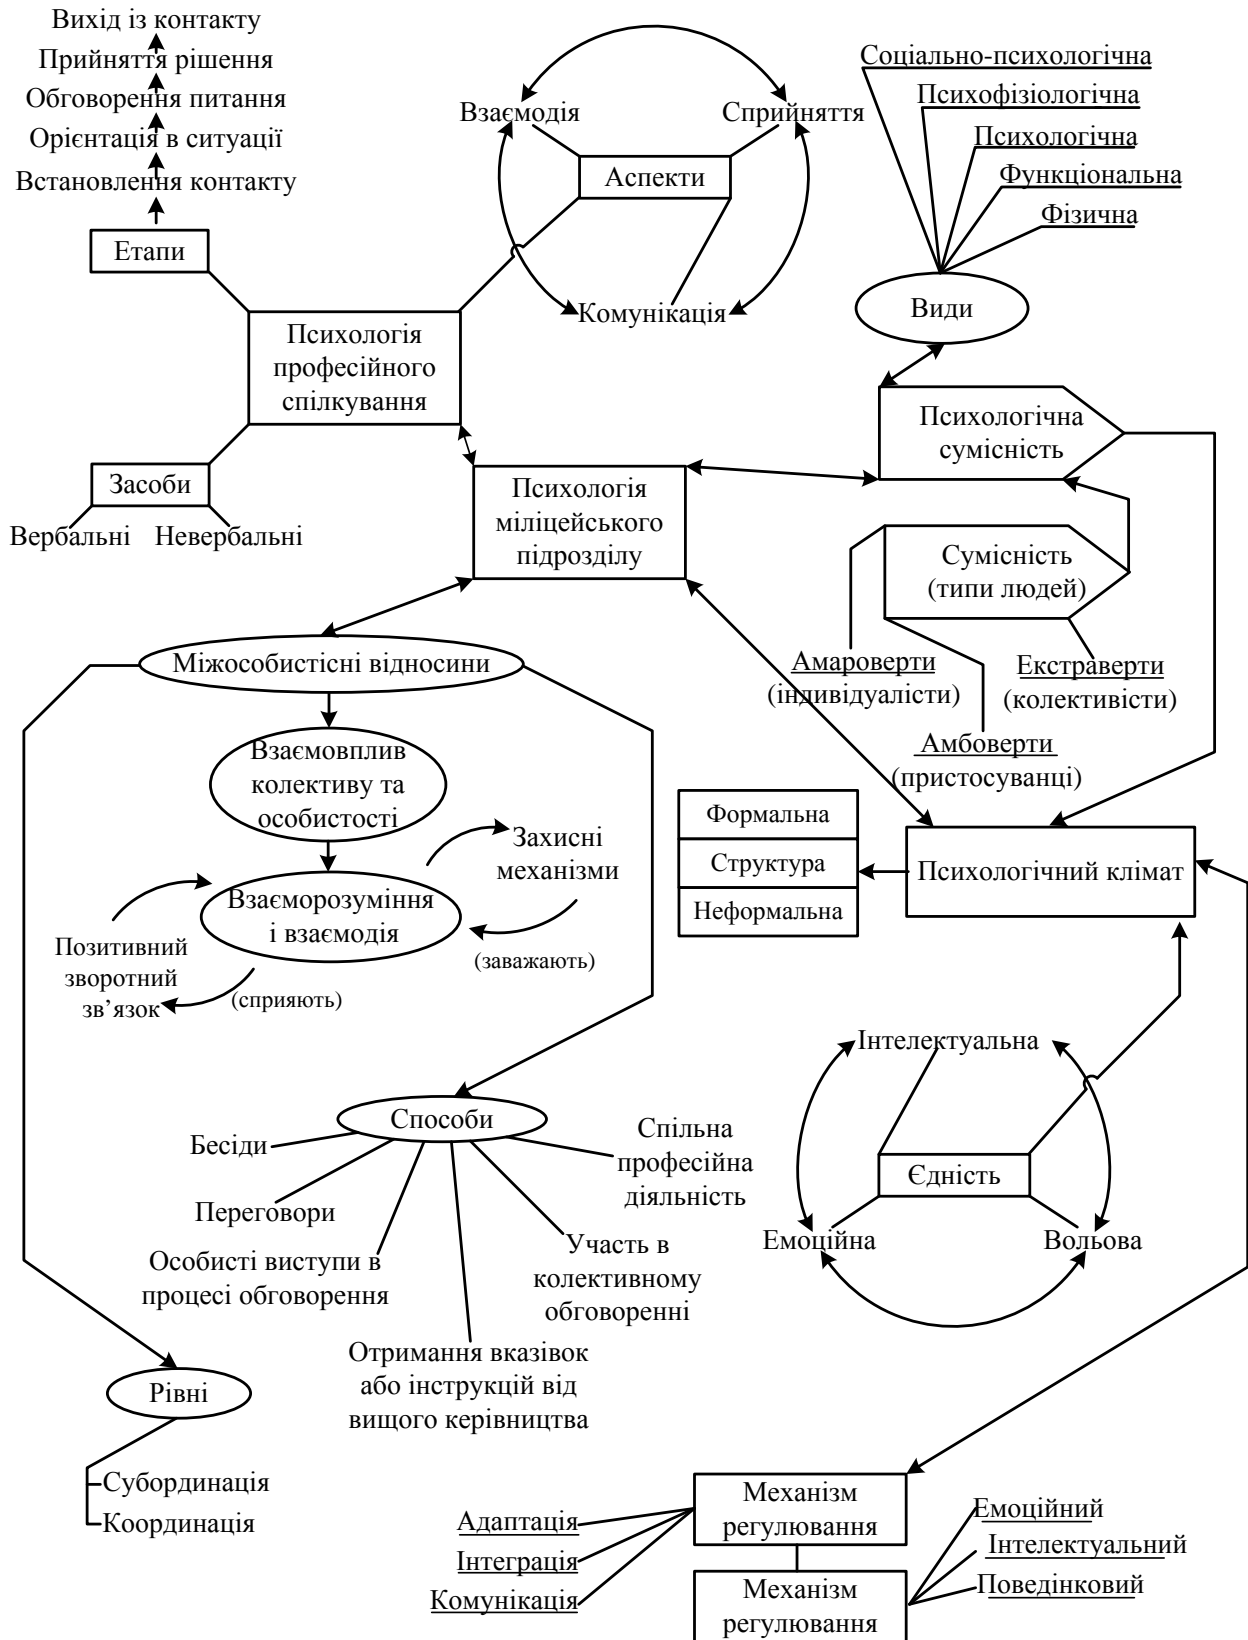 Вихід із контакту
Прийняття рішення
Обговорення питання
Орієнтація в ситуації
Встановлення контакту
Етапи
Взаємодія
Сприйняття
Аспекти
Комунікація
Соціально-психологічна
Психофізіологічна
Психологічна
Функціональна
Фізична
Види
Психологія
професійного
спілкування
Засоби
Вербальні
Невербальні
Психологія
міліцейського
підрозділу
Психологічна
сумісність
Сумісність
(типи людей)
Амароверти
(індивідуалісти)
Екстраверти
(колективісти)
Амбоверти
(пристосуванці)
Міжособистісні відносини
Взаємовплив
колективу та
особистості
Захисні
механізми
Взаєморозуміння
і взаємодія
(заважають)
Позитивний
зворотний
зв’язок
(сприяють)
Формальна
Структура
Неформальна
Психологічний клімат
Інтелектуальна
Єдність
Емоційна
Вольова
Способи
Бесіди
Переговори
Особисті виступи в
процесі обговорення
Отримання вказівок
або інструкцій від
вищого керівництва
Участь в
колективному
обговоренні
Спільна
професійна
діяльність
Рівні
Субординація
Координація
Механізм
регулювання
Адаптація
Інтеграція
Комунікація
Механізм
регулювання
Емоційний
Інтелектуальний
Поведінковий